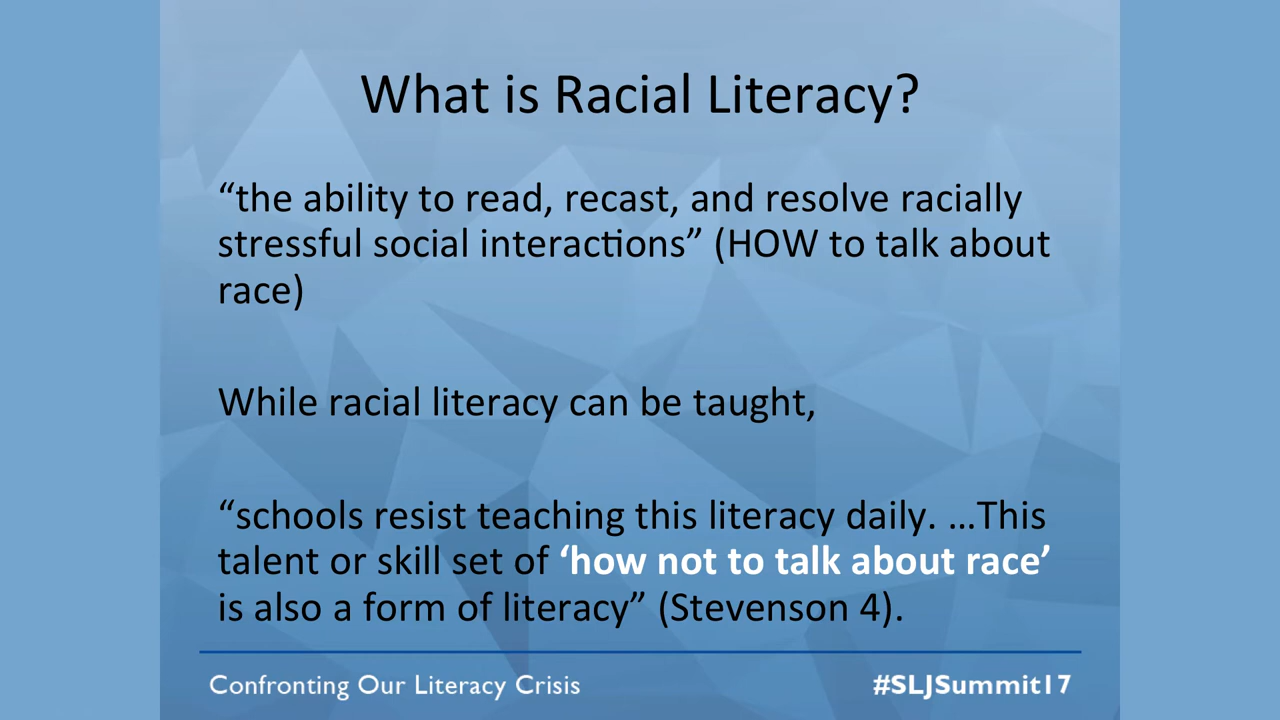 What is Racial Literacy?
“the ability to read, recast, and resolve racially
stressful social interactions” (HOW to talk about
race)
While racial literacy can be taught,
“schools resist teaching this literacy daily. …This
talent or skill set of ‘how not to talk about race’
is also a form of literacy” (Stevenson 4).
Confronting Our Literacy Crisis
#SLJSummit17